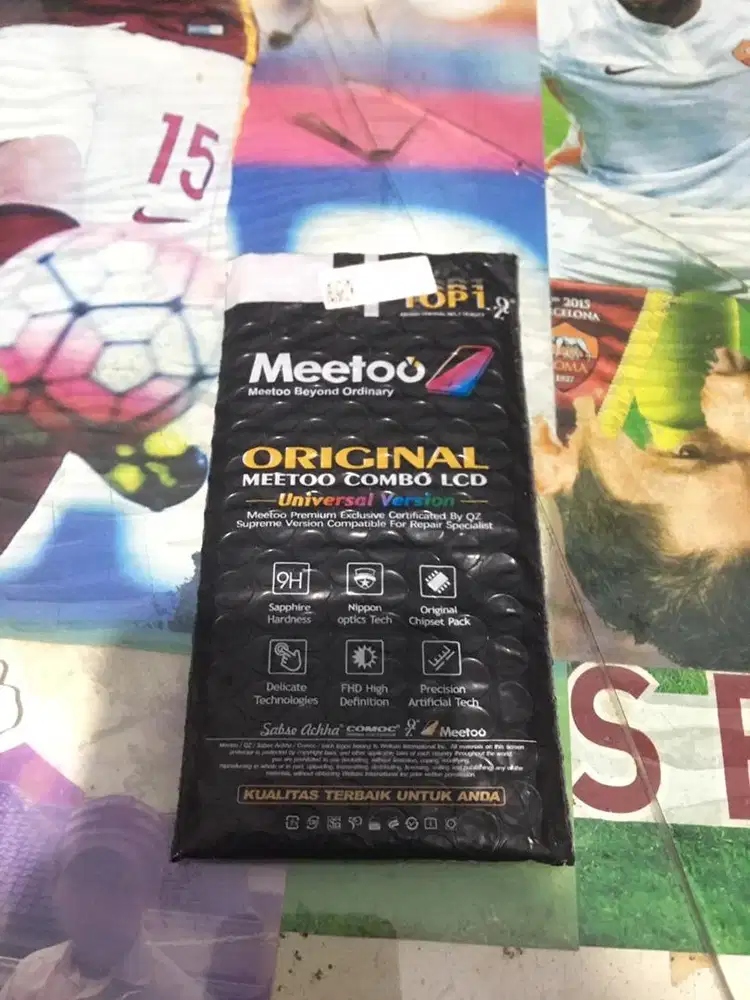 15
TOP 1
Meetoo
Meetoo Beyond Ordinary
2015
ROMA
1927
ORIGINAL
MEETOO COMBO LCD
Universal Version
Meetoo Premium Exclusive Certificated By QZ
Supreme Version Compatible For Repair Specialist
9H
Sapphire Hardness
Nippon optics Tech
Original Chipset Pack
Delicate Technologies
FHD High Definition
Precision Artificial Tech
Sabse Achha COMOC Meetoo
KUALITAS TERBAIK UNTUK ANDA
SE